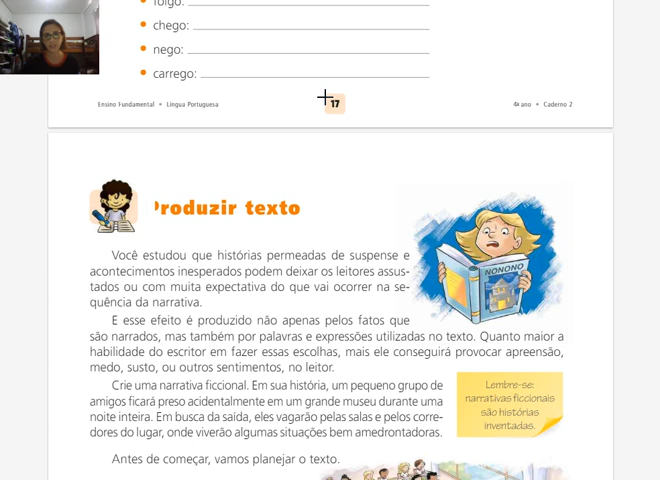 folgo:
chego:
nego:
carrego:
Ensino Fundamental • Língua Portuguesa
17
4º ano • Caderno 2
Produzir texto
NONONO
Você estudou que histórias permeadas de suspense e
acontecimentos inesperados podem deixar os leitores assus-
tados ou com muita expectativa do que vai ocorrer na se-
quência da narrativa.
E esse efeito é produzido não apenas pelos fatos que
são narrados, mas também por palavras e expressões utilizadas no texto. Quanto maior a
habilidade do escritor em fazer essas escolhas, mais ele conseguirá provocar apreensão,
medo, susto, ou outros sentimentos, no leitor.
Crie uma narrativa ficcional. Em sua história, um pequeno grupo de
amigos ficará preso acidentalmente em um grande museu durante uma
noite inteira. Em busca da saída, eles vagarão pelas salas e pelos corre-
dores do lugar, onde viverão algumas situações bem amedrontadoras.
Lembre-se:
narrativas ficcionais
são histórias
inventadas.
Antes de começar, vamos planejar o texto.